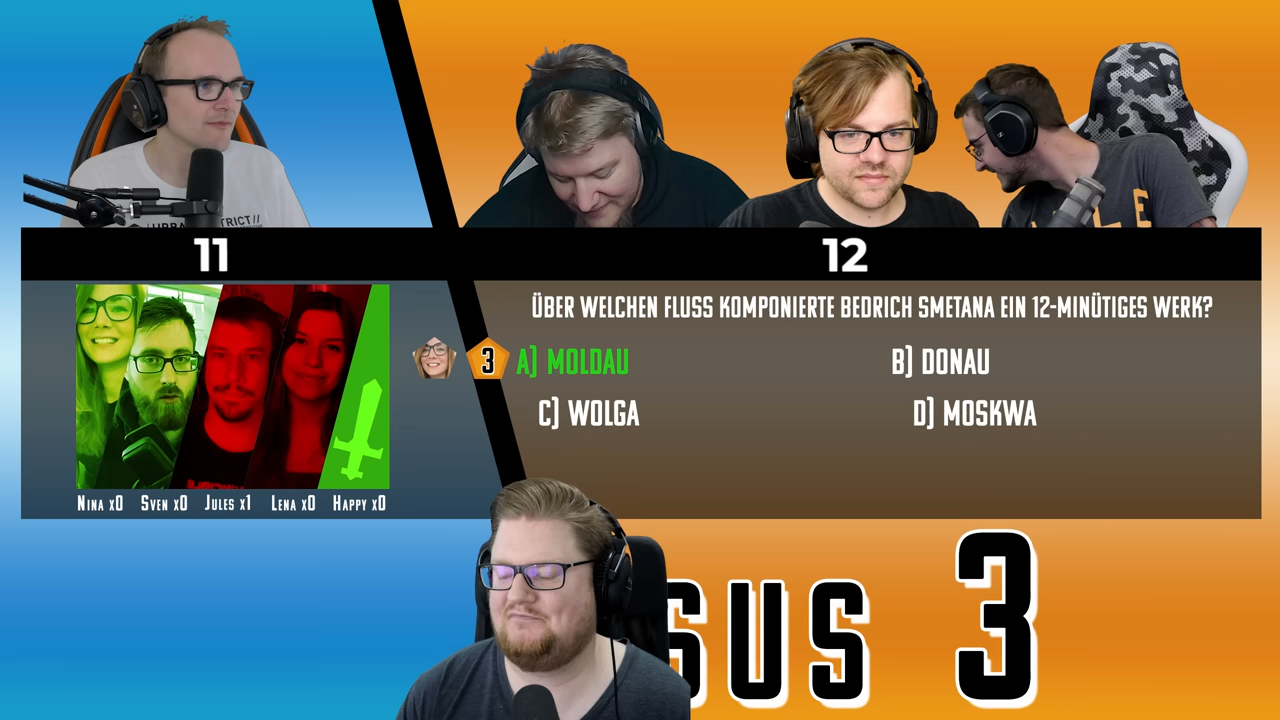 11
12
ÜBER WELCHEN FLUSS KOMPONIERTE BEDRICH SMETANA EIN 12-MINÜTIGES WERK?
3
A) MOLDAU
B) DONAU
C) WOLGA
D) MOSKWA
NINA X0 SVEN X0 JULES X1 LENA X0 HAPPY X0
SUS 3